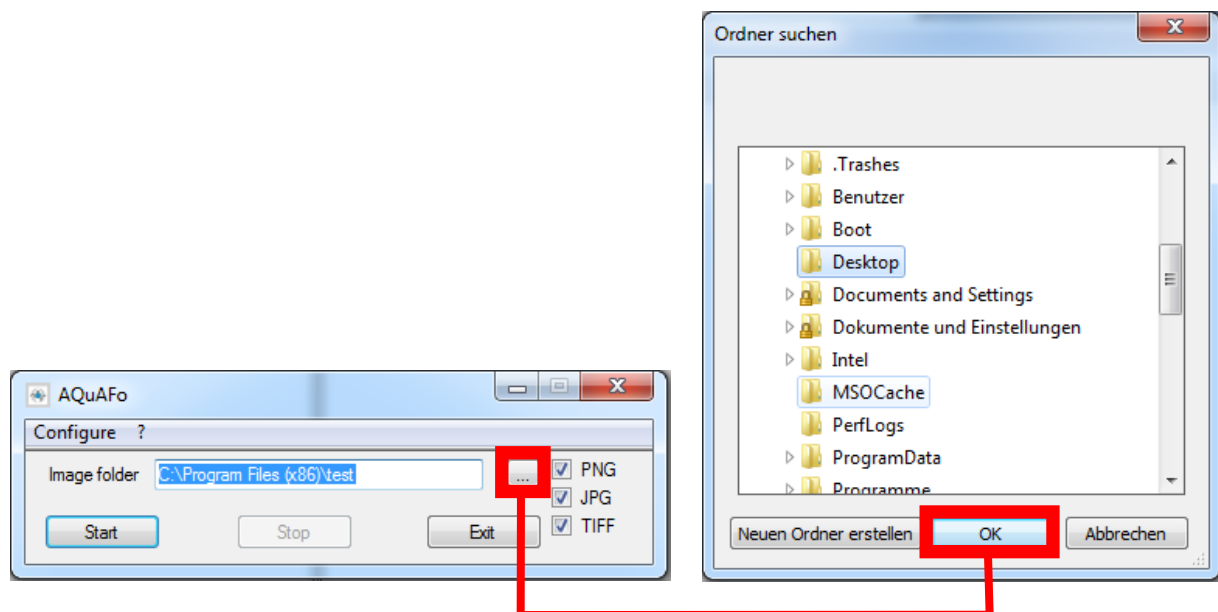 Ordner suchen
.Trashes
Benutzer
Boot
Desktop
Documents and Settings
Dokumente und Einstellungen
Intel
MSOCache
PerfLogs
ProgramData
Programme
Neuen Ordner erstellen OK Abbrechen
AQuAFo
Configure ?
Image folder C:\Program Files (x86)\test ... PNG
JPG
Start Stop Exit TIFF